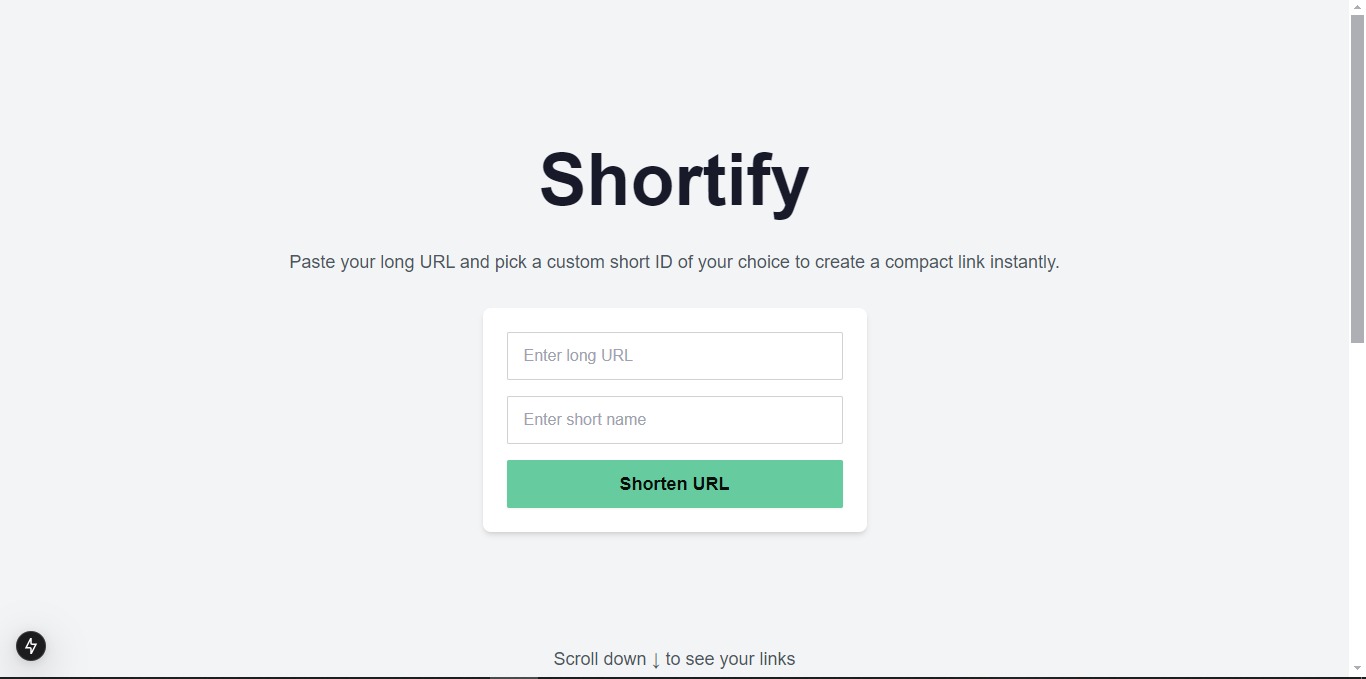 Shortify
Paste your long URL and pick a custom short ID of your choice to create a compact link instantly.
Enter long URL
Enter short name
Shorten URL
Scroll down ↓ to see your links